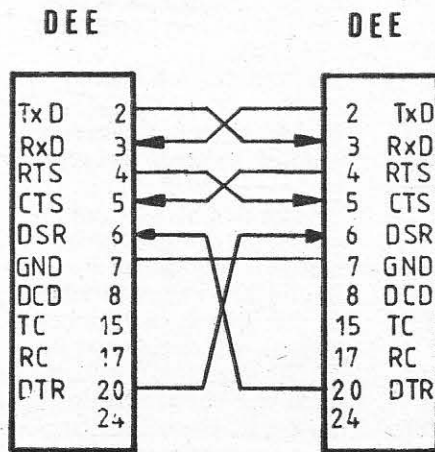 DEE DEE
TxD 2 2 TxD
RxD 3 3 RxD
RTS 4 4 RTS
CTS 5 5 CTS
DSR 6 6 DSR
GND 7 7 GND
DCD 8 8 DCD
TC 15 15 TC
RC 17 17 RC
DTR 20 20 DTR
24 24